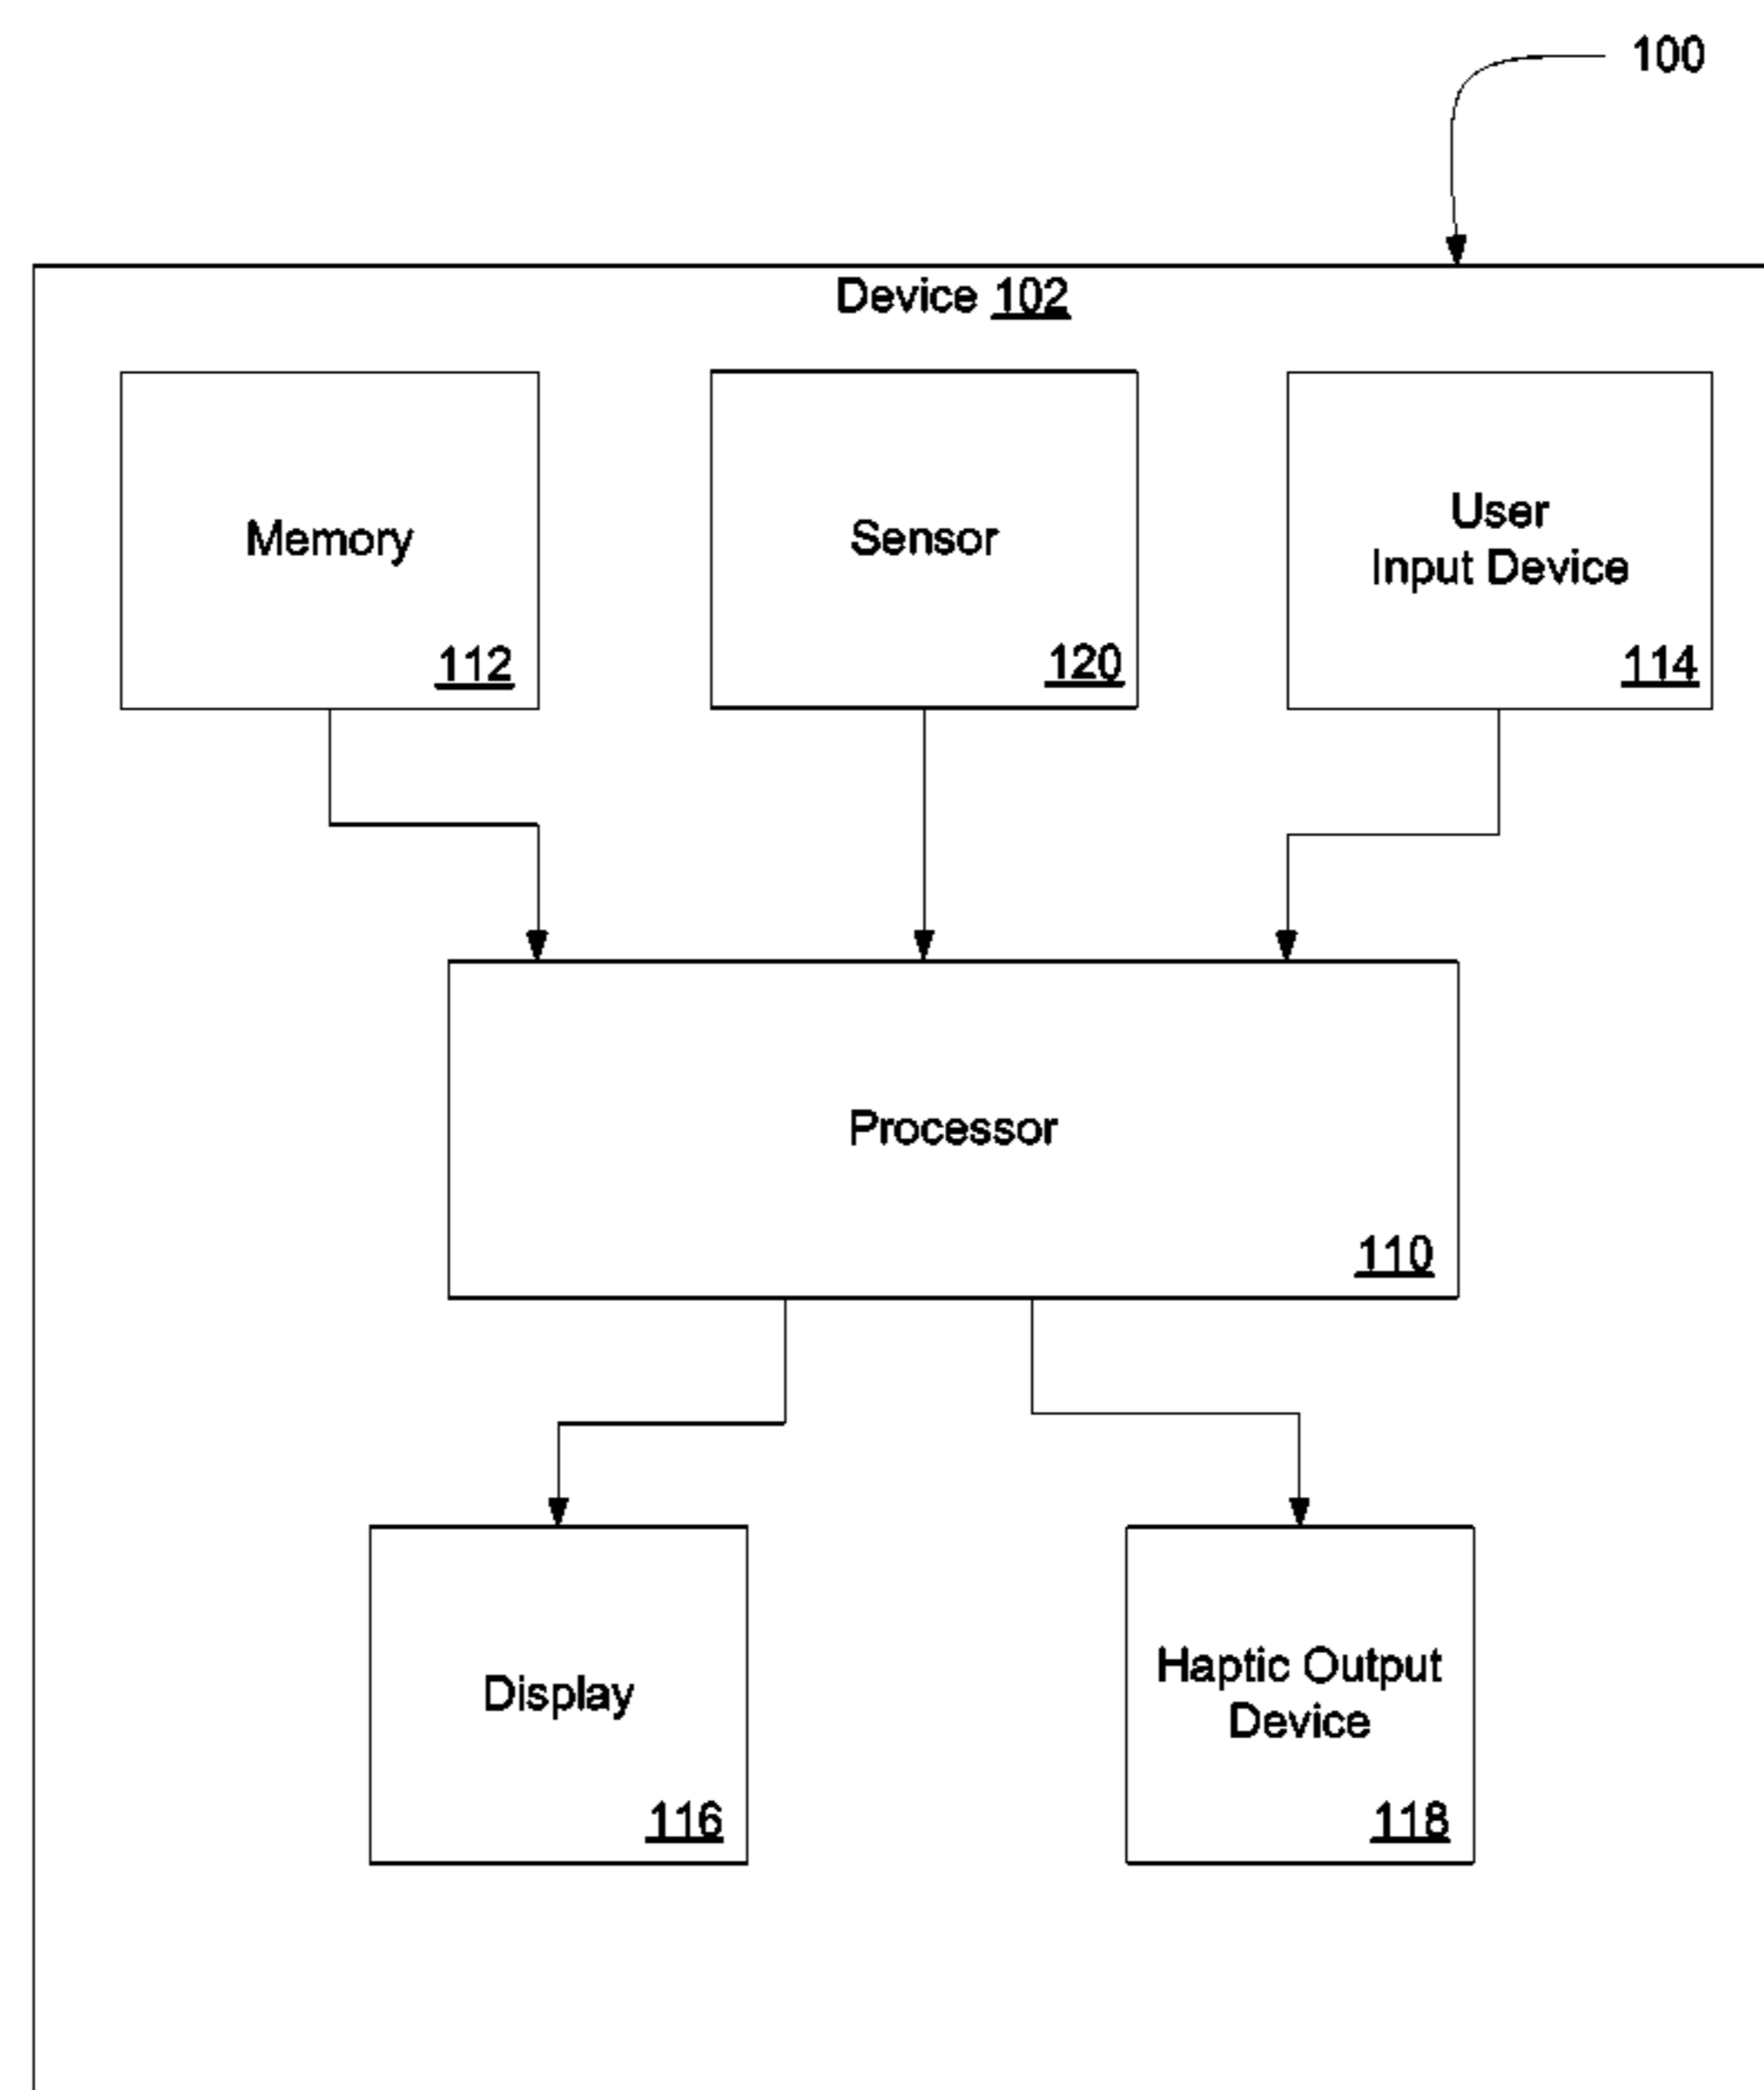 100
Device 102
Memory
112
Sensor
120
User
Input Device
114
Processor
110
Display
116
Haptic Output
Device
118